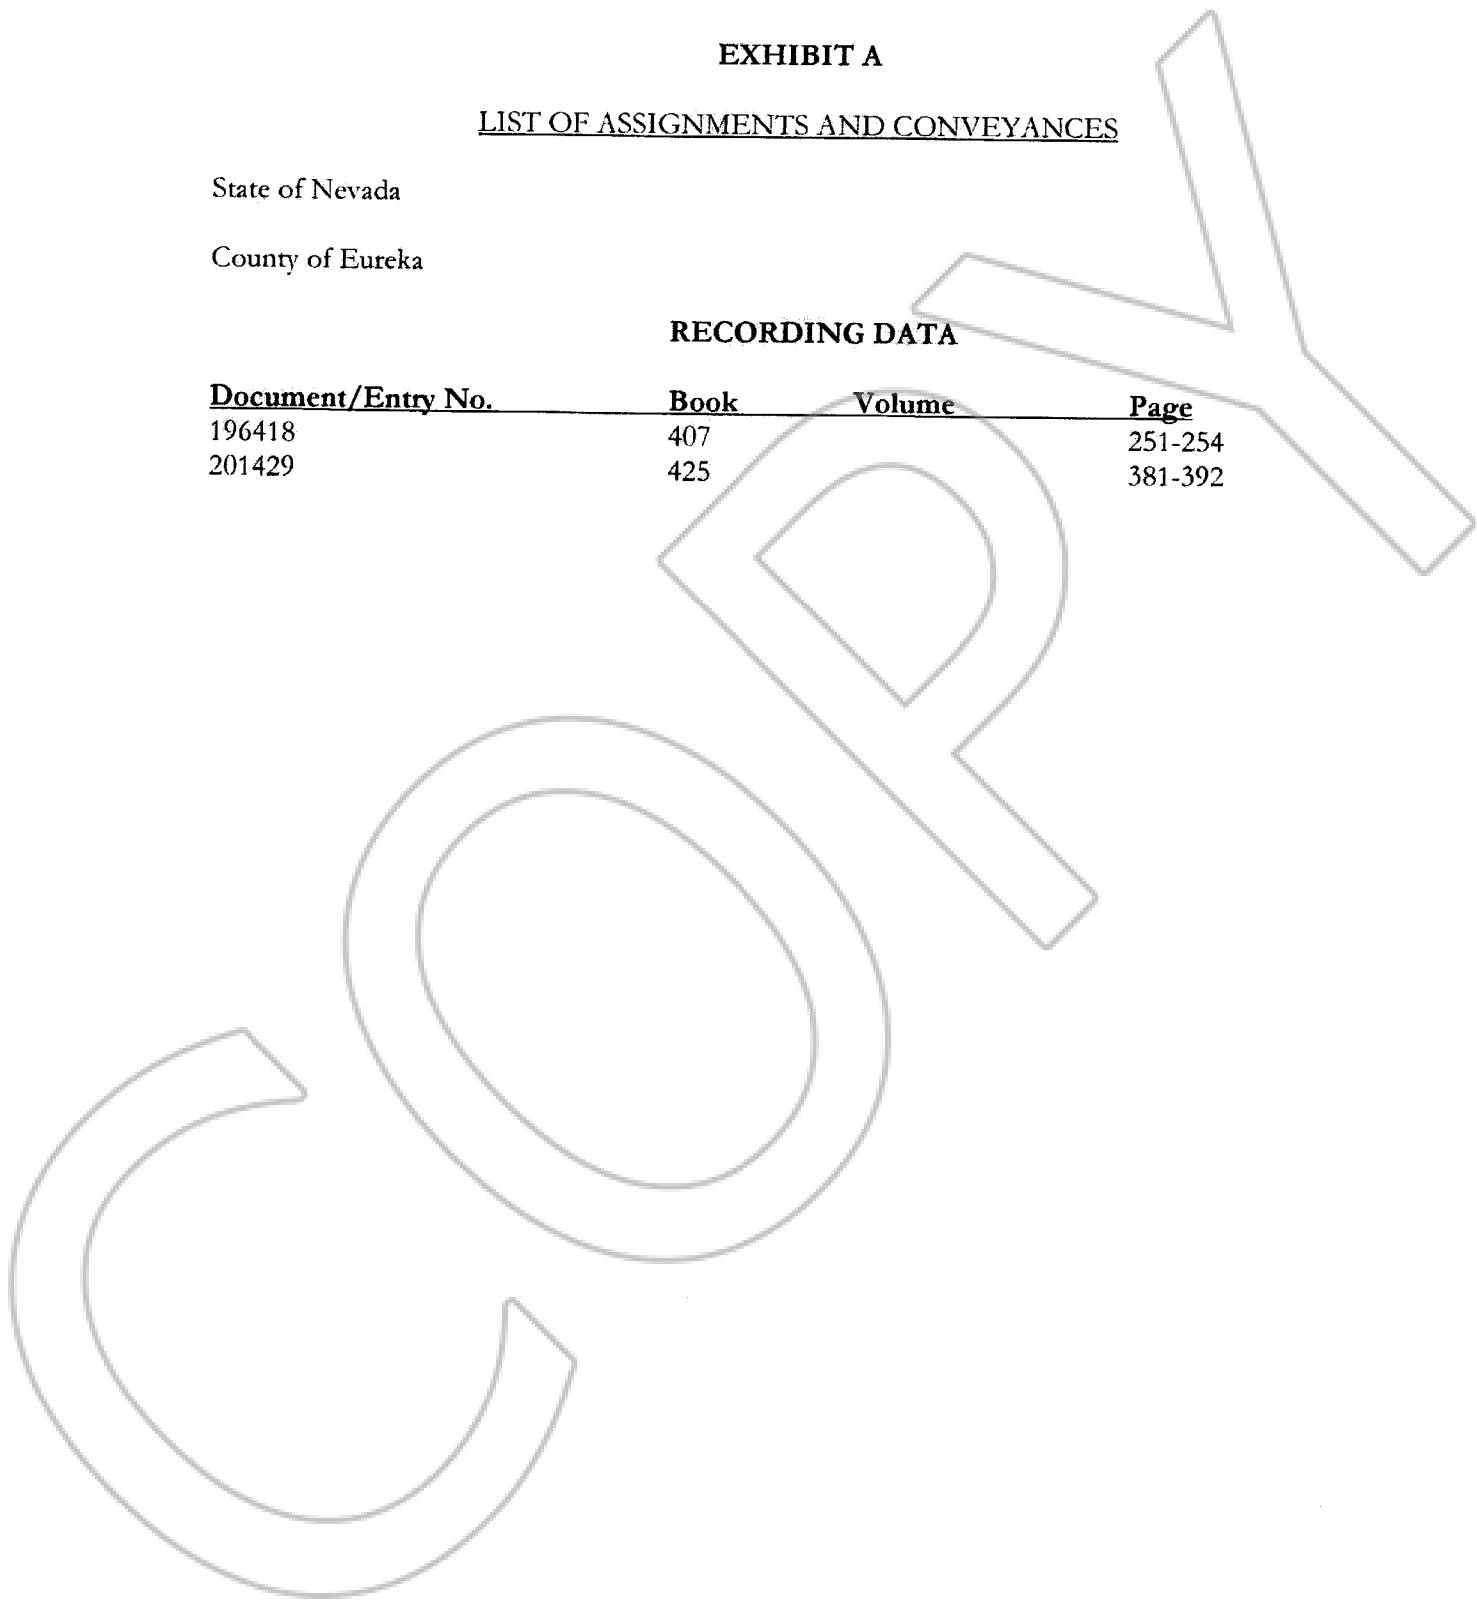 EXHIBIT A
LIST OF ASSIGNMENTS AND CONVEYANCES
State of Nevada
County of Eureka
RECORDING DATA
Document/Entry No. Book Volume Page
196418 407 251-254
201429 425 381-392
COPY